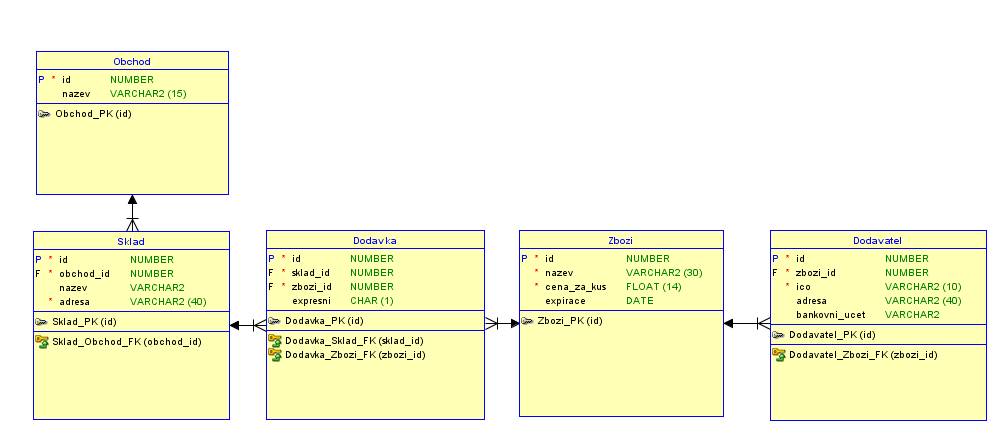 Obchod
P * id NUMBER
nazev VARCHAR2 (15)
Obchod_PK (id)
Sklad
P * id NUMBER
F * obchod_id NUMBER
nazev VARCHAR2
* adresa VARCHAR2 (40)
Sklad_PK (id)
Sklad_Obchod_FK (obchod_id)
Dodavka
P * id NUMBER
F * sklad_id NUMBER
F * zbozi_id NUMBER
expresni CHAR (1)
Dodavka_PK (id)
Dodavka_Sklad_FK (sklad_id)
Dodavka_Zbozi_FK (zbozi_id)
Zbozi
P * id NUMBER
* nazev VARCHAR2 (30)
* cena_za_kus FLOAT (14)
expirace DATE
Zbozi_PK (id)
Dodavatel
P * id NUMBER
F * zbozi_id NUMBER
* ico VARCHAR2 (10)
adresa VARCHAR2 (40)
bankovni_ucet VARCHAR2
Dodavatel_PK (id)
Dodavatel_Zbozi_FK (zbozi_id)